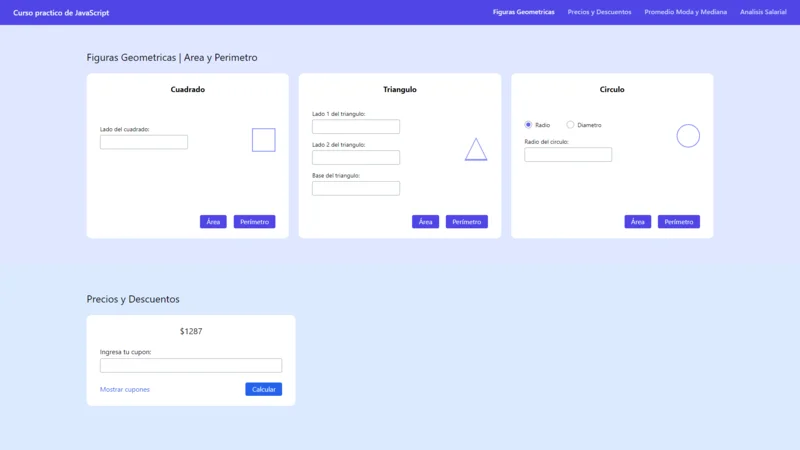 Curso practico de JavaScript
Figuras Geometricas
Precios y Descuentos
Promedio Moda y Mediana
Analisis Salarial
Figuras Geometricas | Area y Perimetro
Cuadrado
Lado del cuadrado:
Área
Perímetro
Triangulo
Lado 1 del triangulo:
Lado 2 del triangulo:
Base del triangulo:
Área
Perímetro
Circulo
Radio
Diametro
Radio del circulo:
Área
Perímetro
Precios y Descuentos
$1287
Ingresa tu cupon:
Mostrar cupones
Calcular